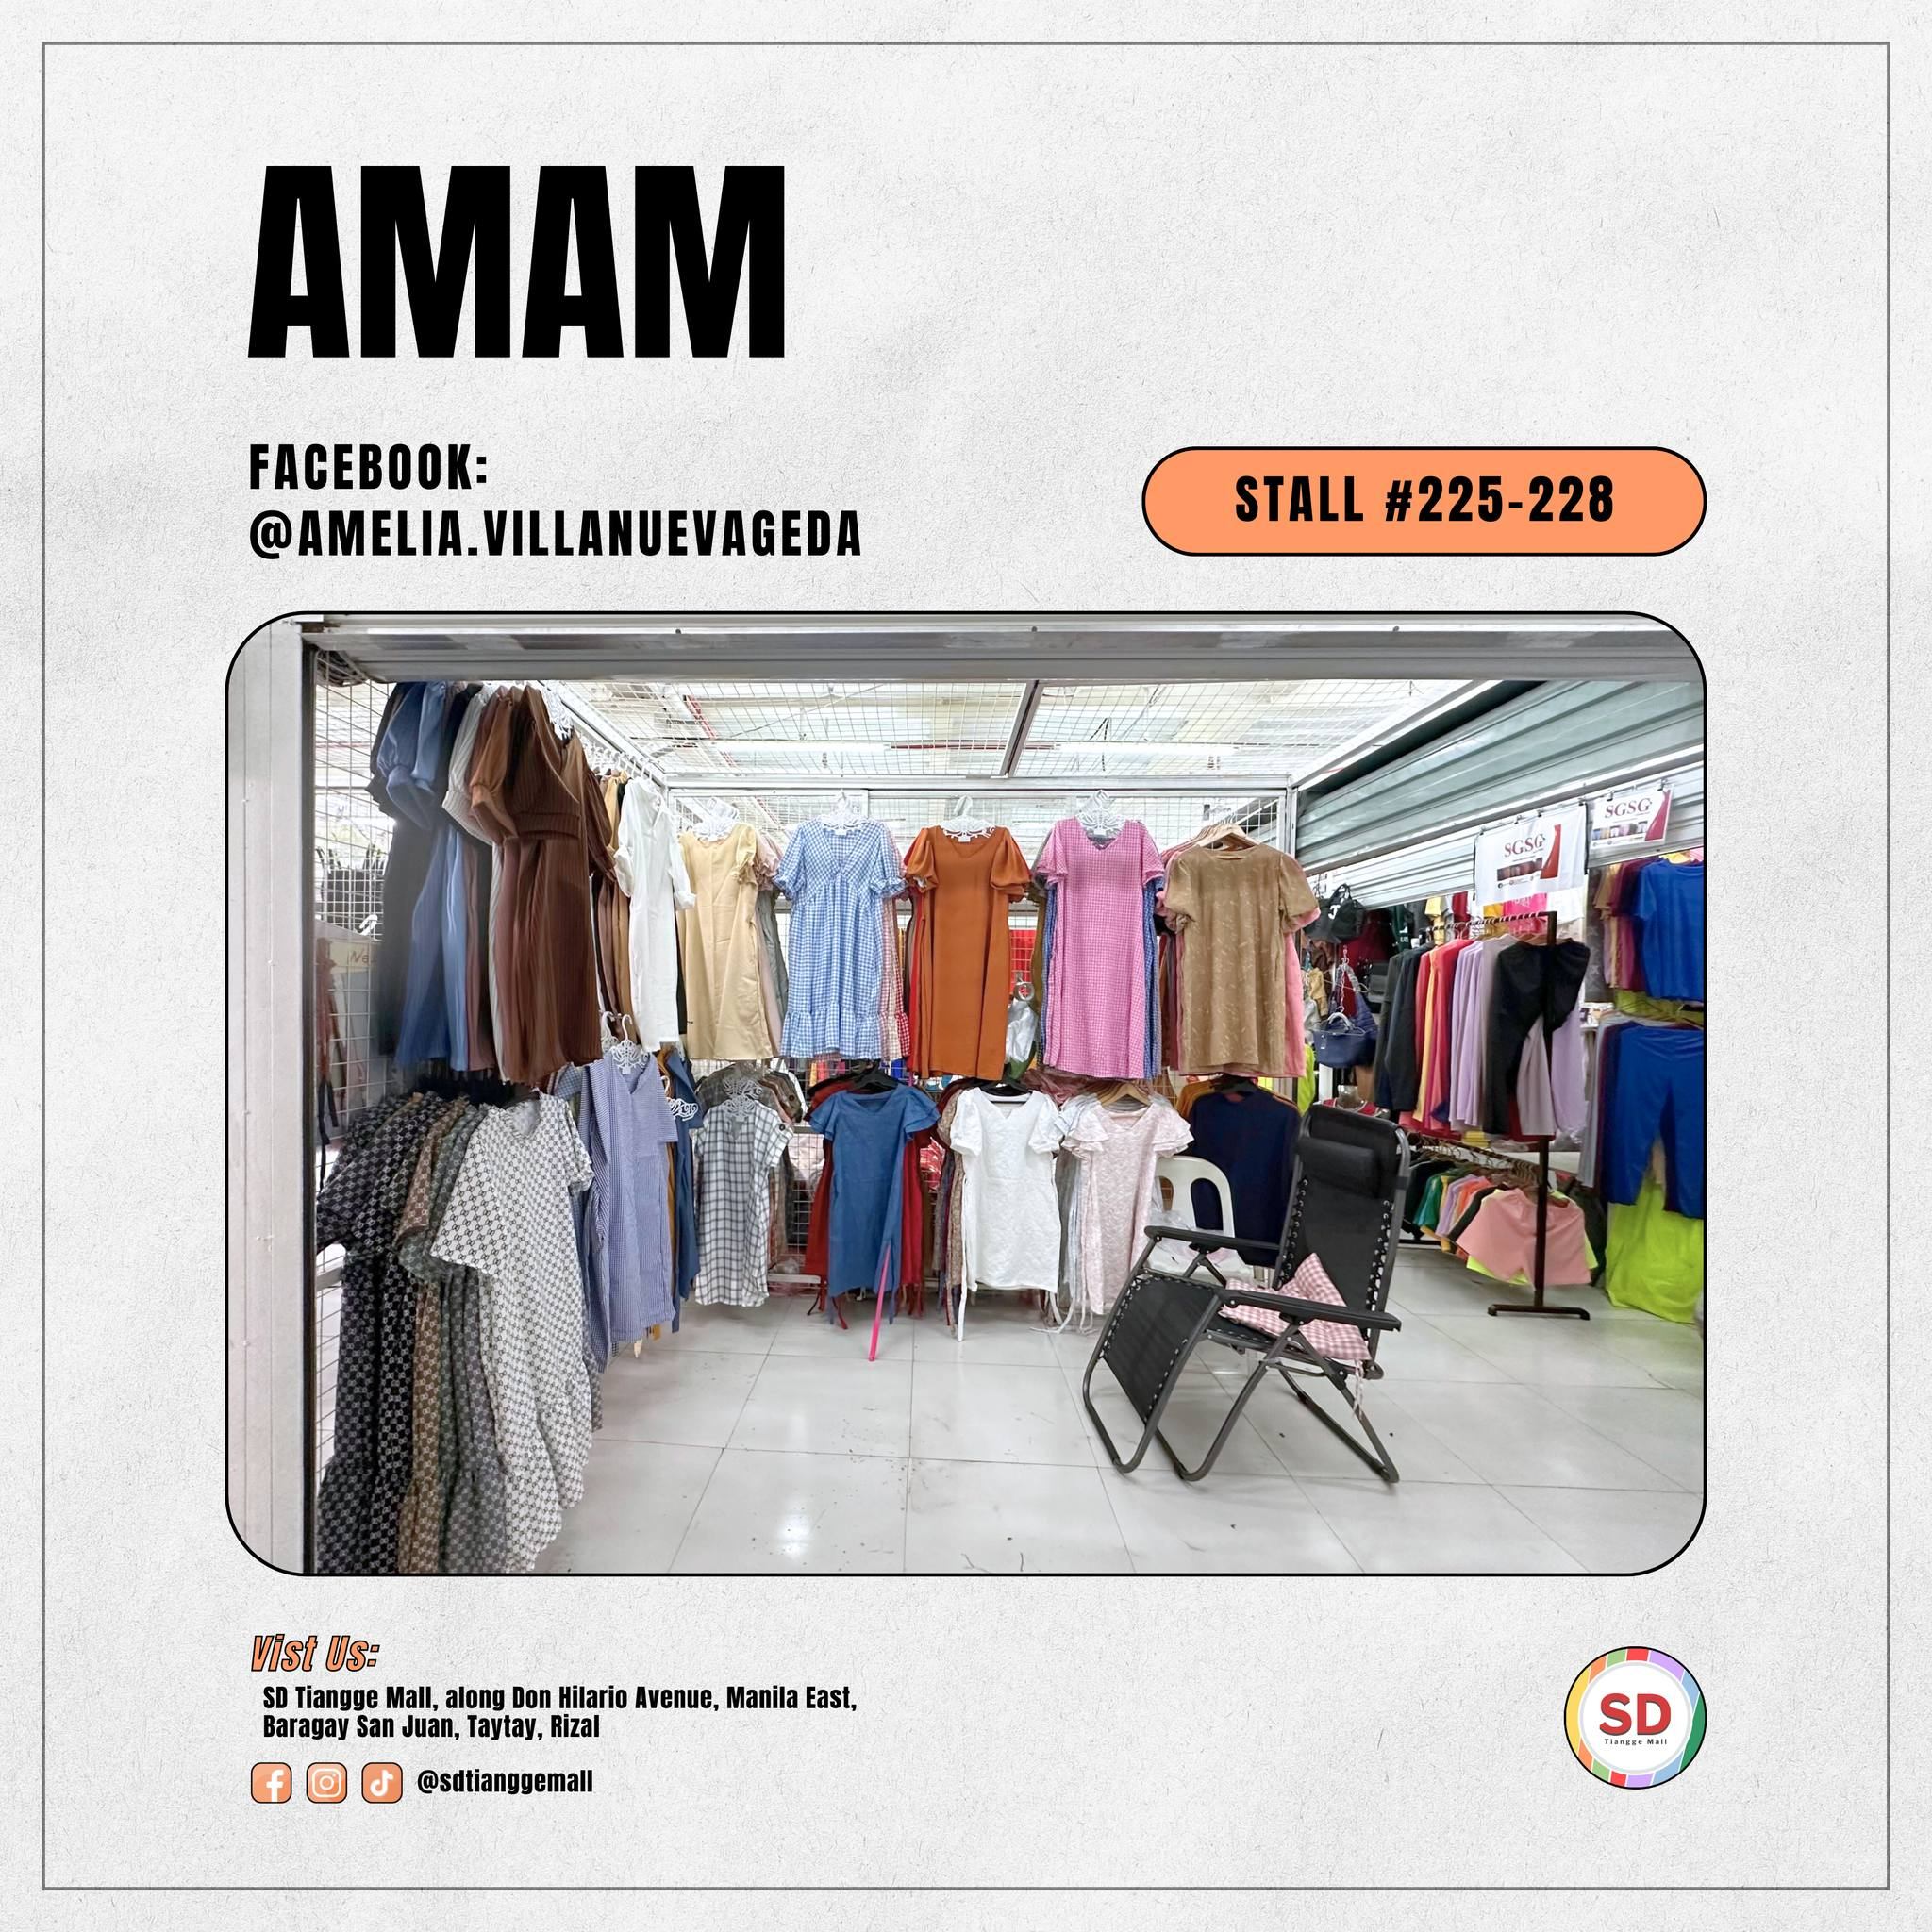 AMAM
FACEBOOK:
@AMELIA.VILLANUEVAGEDA
STALL #225-228
SGSG
SGSG
Vist Us:
SD Tiangge Mall, along Don Hilario Avenue, Manila East,
Baragay San Juan, Taytay, Rizal
@sdtianggemall
SD
Tiangge Mall